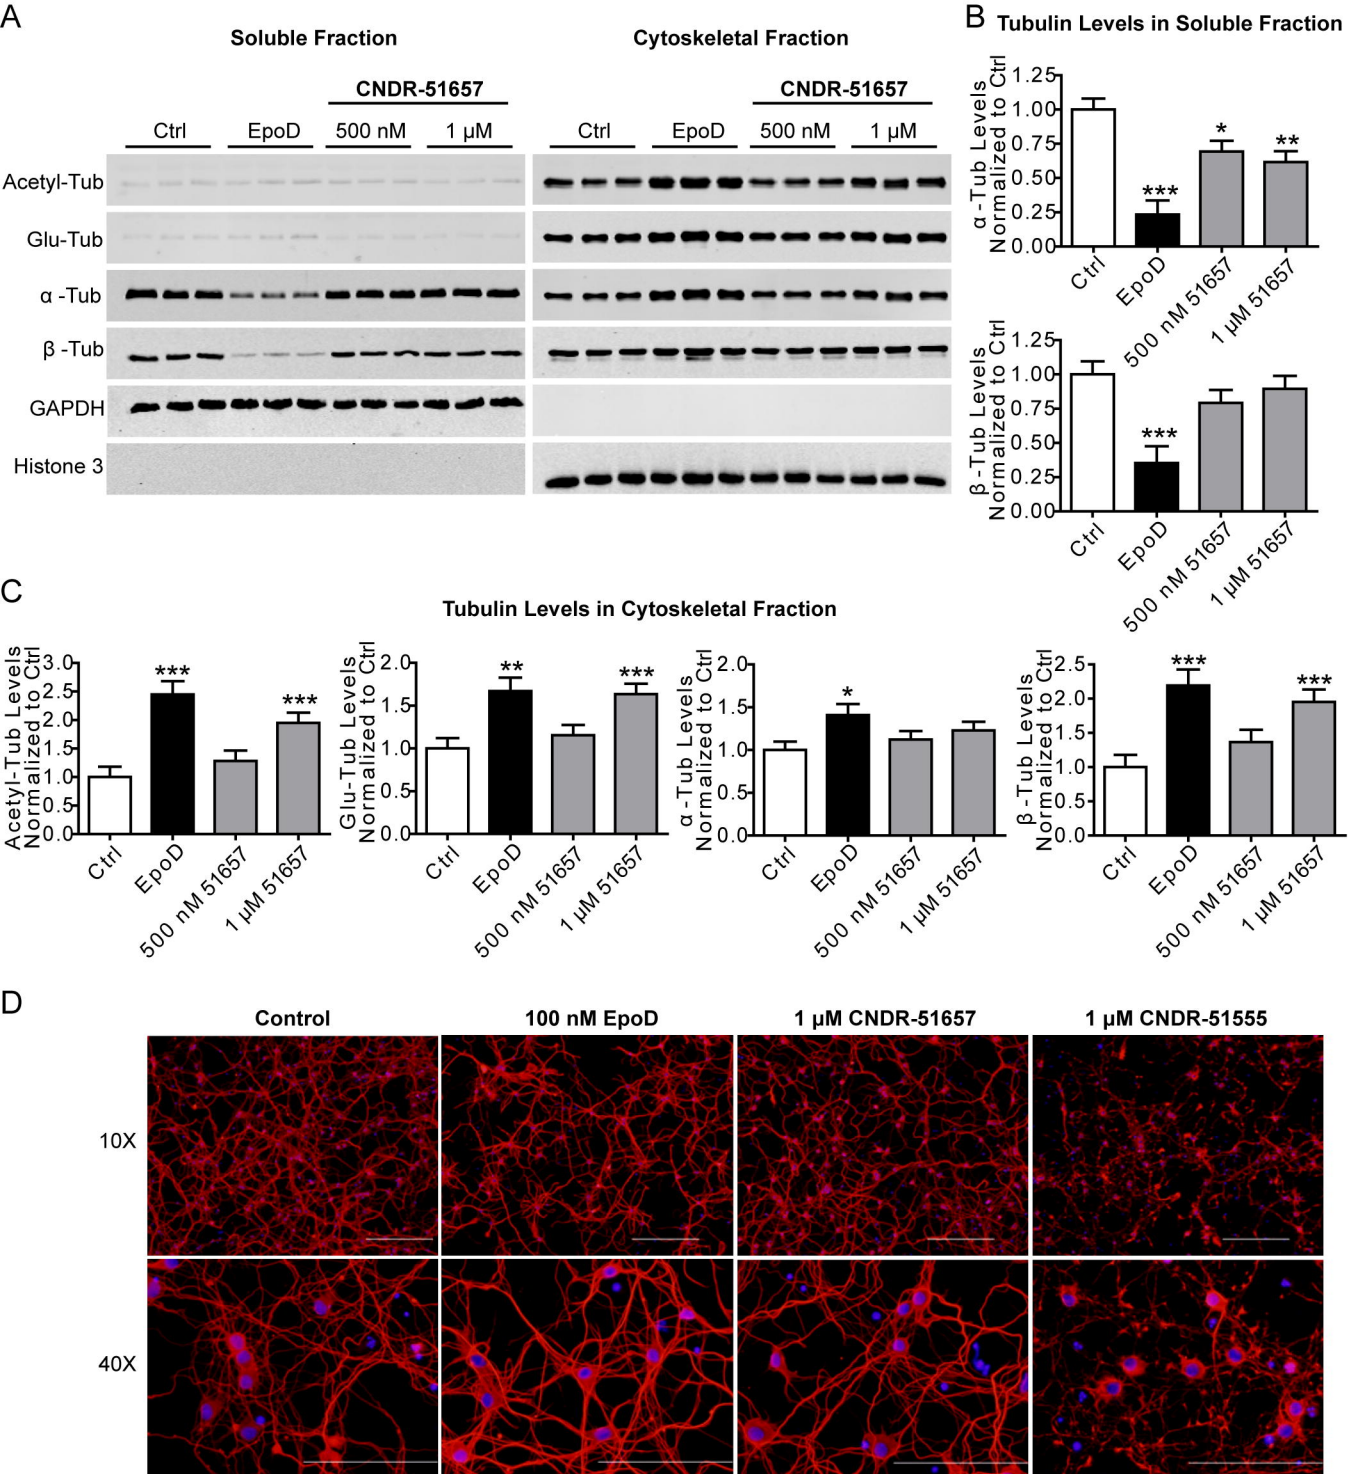 A
Soluble Fraction
Cytoskeletal Fraction
CNDR-51657
CNDR-51657
Ctrl EpoD 500 nM 1 µM
Ctrl EpoD 500 nM 1 µM
Acetyl-Tub
Glu-Tub
α -Tub
β -Tub
GAPDH
Histone 3
B
Tubulin Levels in Soluble Fraction
α -Tub Levels
Normalized to Ctrl
1.25
1.00
0.75
0.50
0.25
0.00
*** * **
Ctrl
EpoD
500 nM 51657
1 µM 51657
β -Tub Levels
Normalized to Ctrl
1.25
1.00
0.75
0.50
0.25
0.00
***
Ctrl
EpoD
500 nM 51657
1 µM 51657
C
Tubulin Levels in Cytoskeletal Fraction
Acetyl-Tub Levels
Normalized to Ctrl
3.0
2.5
2.0
1.5
1.0
0.5
0.0
*** ***
Ctrl
EpoD
500 nM 51657
1 µM 51657
Glu-Tub Levels
Normalized to Ctrl
2.0
1.5
1.0
0.5
0.0
** ***
Ctrl
EpoD
500 nM 51657
1 µM 51657
α -Tub Levels
Normalized to Ctrl
2.0
1.5
1.0
0.5
0.0
*
Ctrl
EpoD
500 nM 51657
1 µM 51657
β -Tub Levels
Normalized to Ctrl
2.5
2.0
1.5
1.0
0.5
0.0
*** ***
Ctrl
EpoD
500 nM 51657
1 µM 51657
D
Control
100 nM EpoD
1 µM CNDR-51657
1 µM CNDR-51555
10X
40X